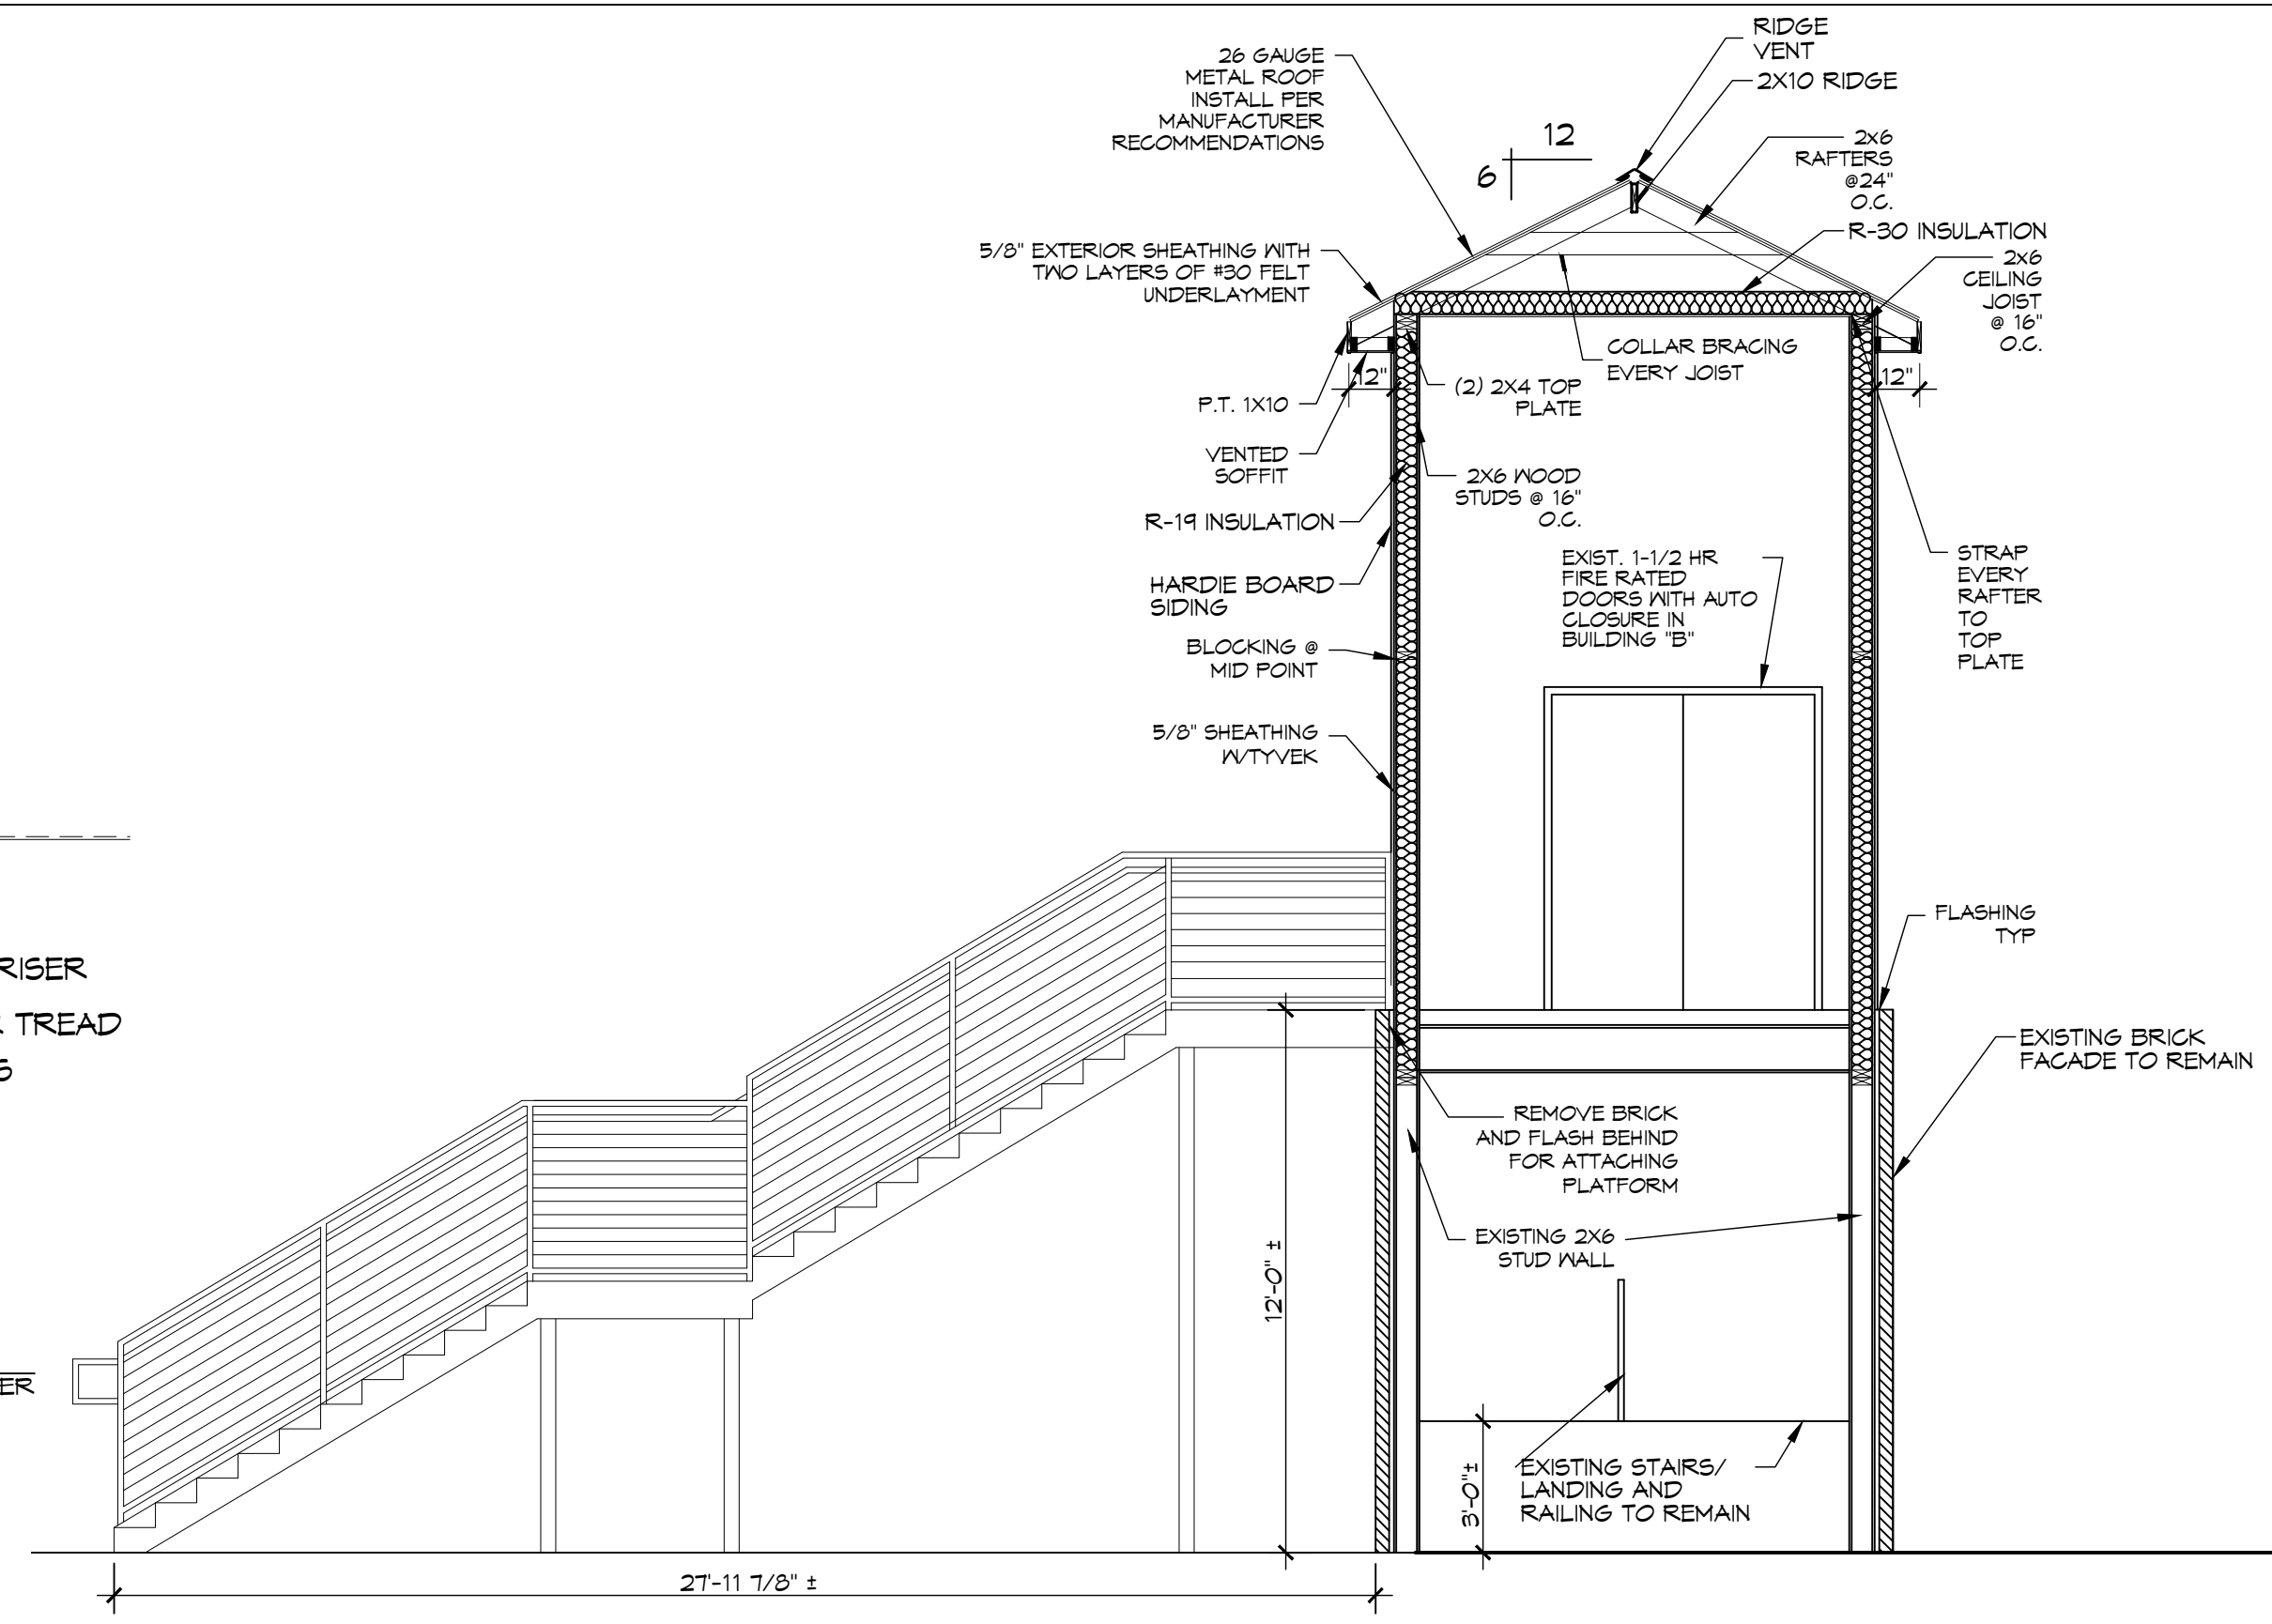 RIDGE
VENT
2X10 RIDGE
26 GAUGE
METAL ROOF
INSTALL PER
MANUFACTURER
RECOMMENDATIONS
12
6
2x6
RAFTERS
@24"
O.C.
R-30 INSULATION
5/8" EXTERIOR SHEATHING WITH
TWO LAYERS OF #30 FELT
UNDERLAYMENT
2x6
CEILING
JOIST
@ 16"
O.C.
COLLAR BRACING
EVERY JOIST
12"
12"
(2) 2X4 TOP
PLATE
P.T. 1X10
VENTED
SOFFIT
2X6 WOOD
STUDS @ 16"
O.C.
R-19 INSULATION
HARDIE BOARD
SIDING
EXIST. 1-1/2 HR
FIRE RATED
DOORS WITH AUTO
CLOSURE IN
BUILDING "B"
STRAP
EVERY
RAFTER
TO
TOP
PLATE
BLOCKING @
MID POINT
5/8" SHEATHING
W/TYVEK
FLASHING
TYP
RISER
TREAD
EXISTING BRICK
FACADE TO REMAIN
REMOVE BRICK
AND FLASH BEHIND
FOR ATTACHING
PLATFORM
EXISTING 2X6
STUD WALL
12'-0" ±
ER
3'-0"±
EXISTING STAIRS/
LANDING AND
RAILING TO REMAIN
27'-11 7/8" ±